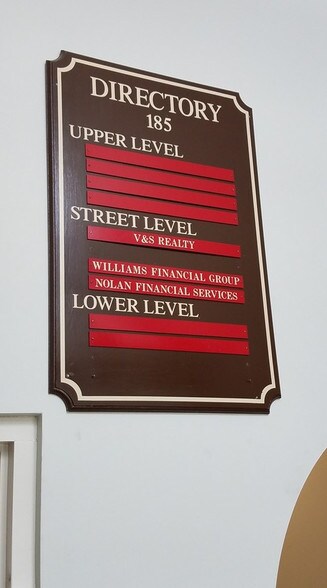 DIRECTORY
185
UPPER LEVEL
STREET LEVEL
V&S REALTY
WILLIAMS FINANCIAL GROUP
NOLAN FINANCIAL SERVICES
LOWER LEVEL